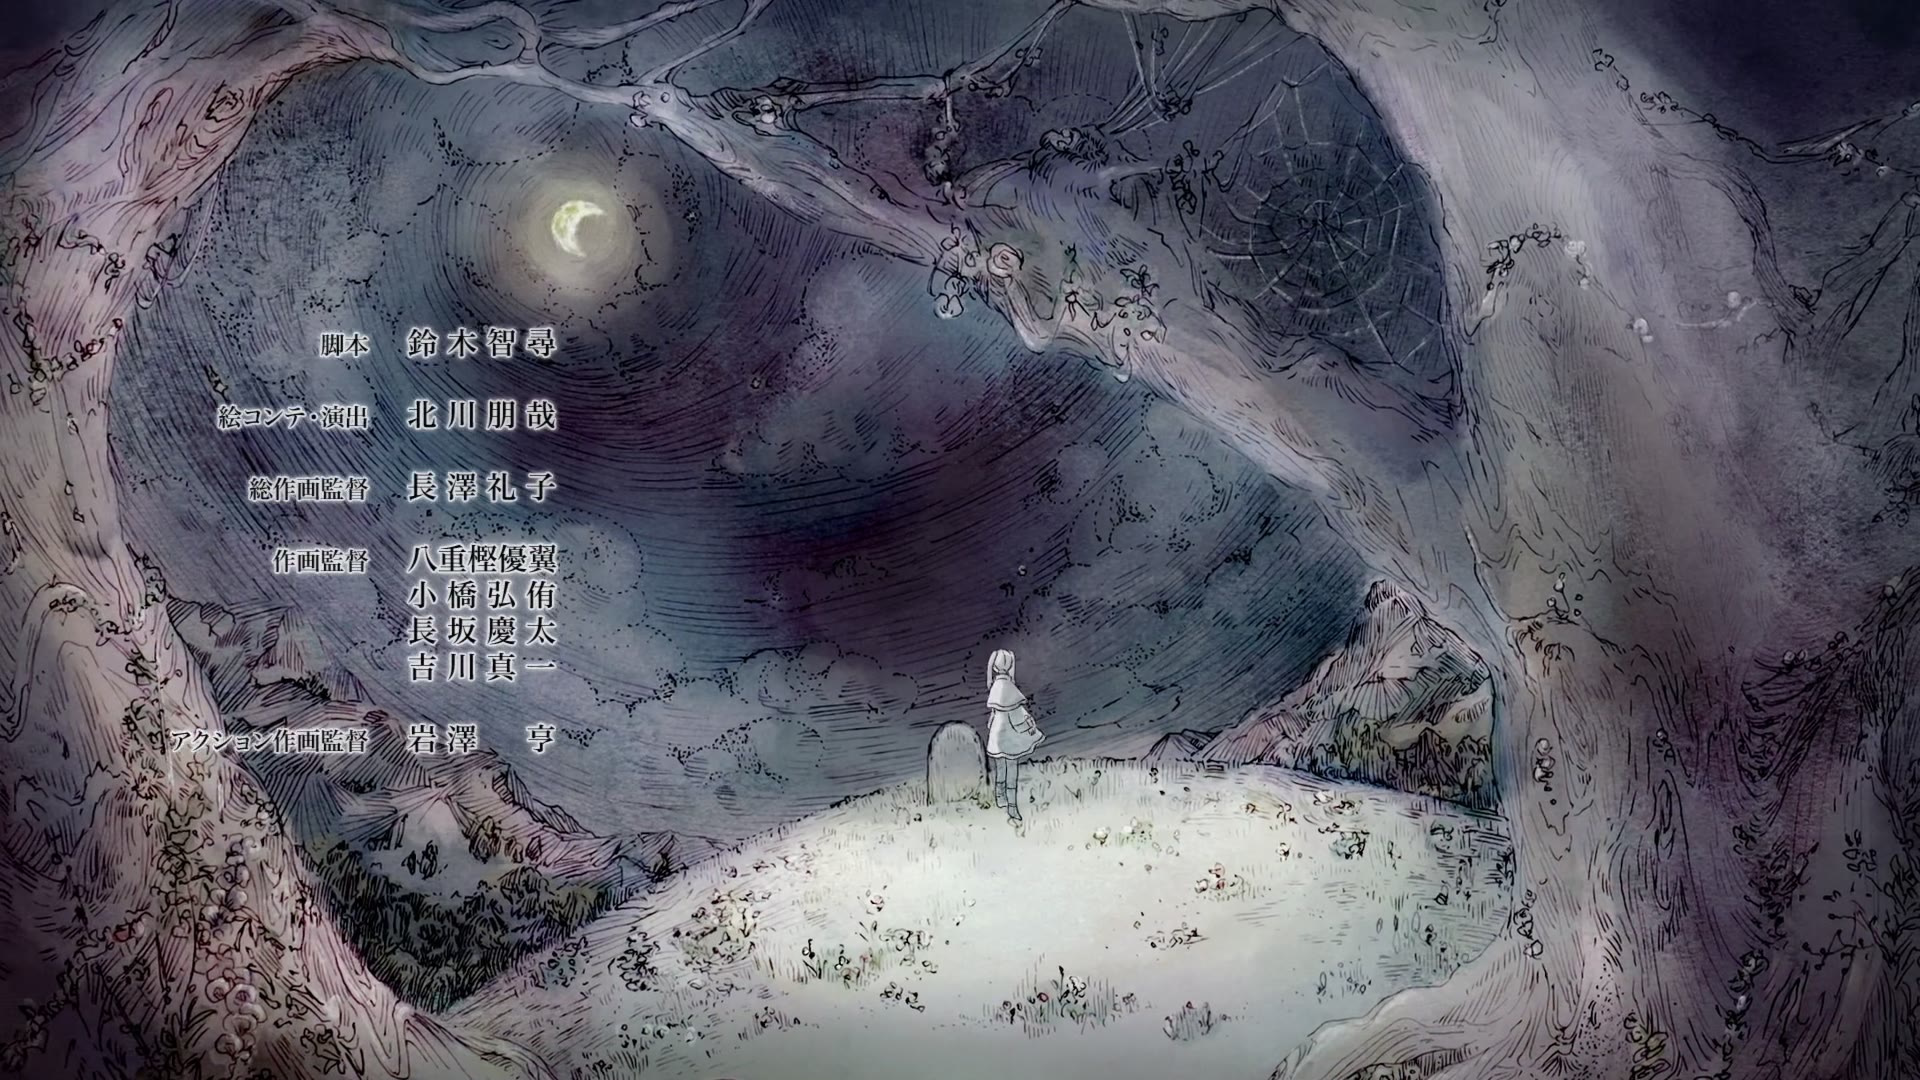 脚本 鈴木智尋
絵コンテ・演出 北川朋哉
総作画監督 長澤礼子
作画監督 八重樫優翼
小橋弘侑
長坂慶太
吉川真一
アクション作画監督 岩澤 亨